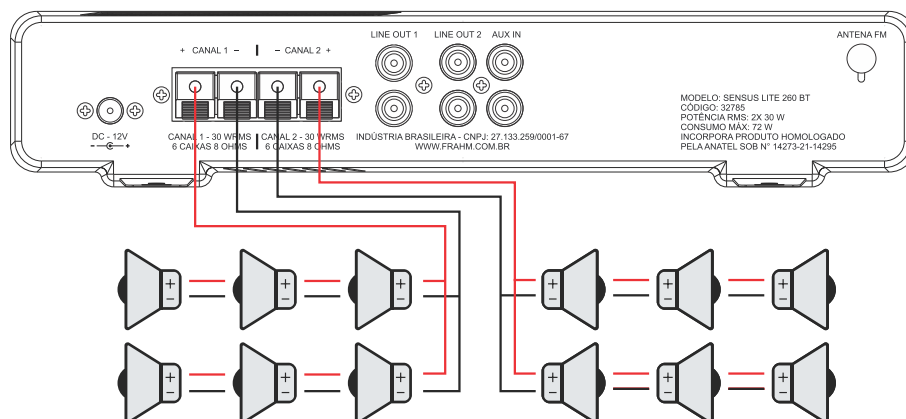 LINE OUT 1
LINE OUT 2
AUX IN
ANTENA FM
+ CANAL 1 -
- CANAL 2 +
DC - 12V
- +
CANAL 1 - 30 WRMS
6 CAIXAS 8 OHMS
CANAL 2 - 30 WRMS
6 CAIXAS 8 OHMS
INDÚSTRIA BRASILEIRA - CNPJ: 27.133.259/0001-67
WWW.FRAHM.COM.BR
MODELO: SENSUS LITE 260 BT
CÓDIGO: 32785
POTÊNCIA RMS: 2X 30 W
CONSUMO MÁX: 72 W
INCORPORA PRODUTO HOMOLOGADO
PELA ANATEL SOB N° 14273-21-14295
+ + + + + +
- - - - - -
+ + + + + +
- - - - - -